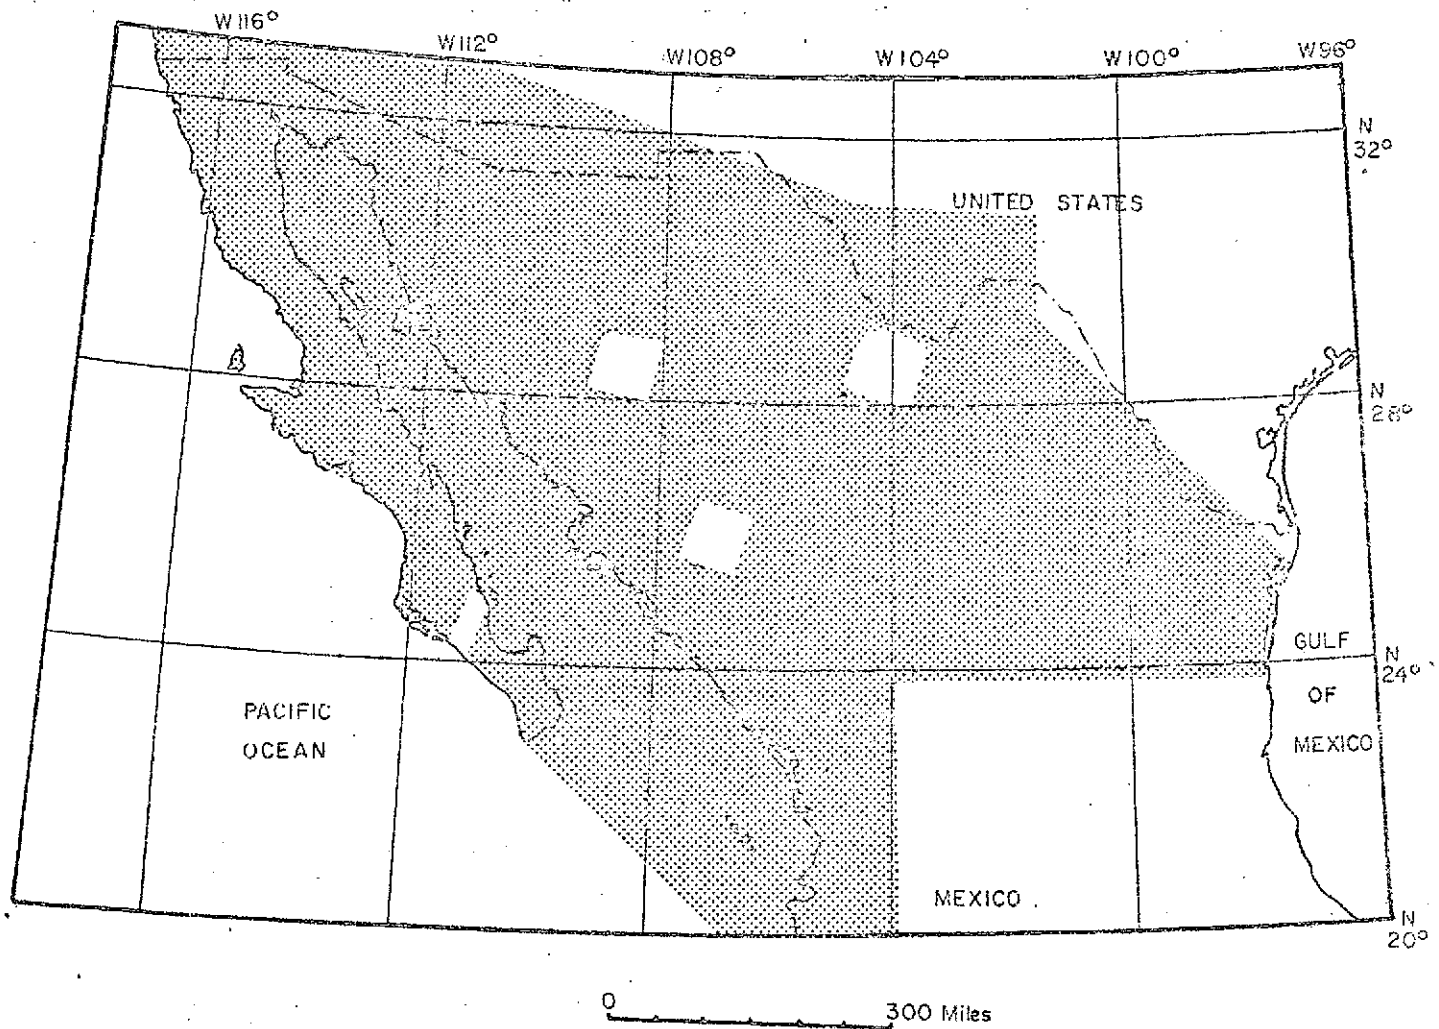 W116°
W112°
W108°
W104°
W100°
W96°
N
32°
UNITED STATES
N
28°
GULF
N
24°
OF
PACIFIC
OCEAN
MEXICO
MEXICO
N
20°
0
300 Miles